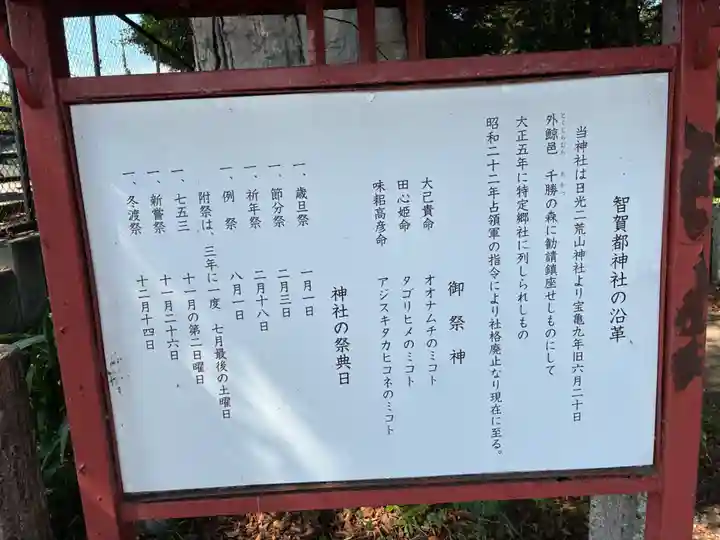 智賀都神社の沿革
当神社は日光二荒山神社より宝亀九年旧六月二十日
外鯨邑 千勝の森に勧請鎮座せしものにして
大正五年に特定郷社に列しられしもの
昭和二十二年占領軍の指令により社格廃止なり現在に至る。
御祭神
大己貴命 オオナムチのミコト
田心姫命 タゴリヒメのミコト
味耜高彦命 アジスキタカヒコネのミコト
神社の祭典日
一、歳旦祭 一月一日
一、節分祭 二月三日
一、祈年祭 二月十八日
一、例 祭 八月一日
附祭は、三年に一度 七月最後の土曜日
一、七五三 十一月の第二日曜日
一、新嘗祭 十一月二十六日
一、冬渡祭 十二月十四日